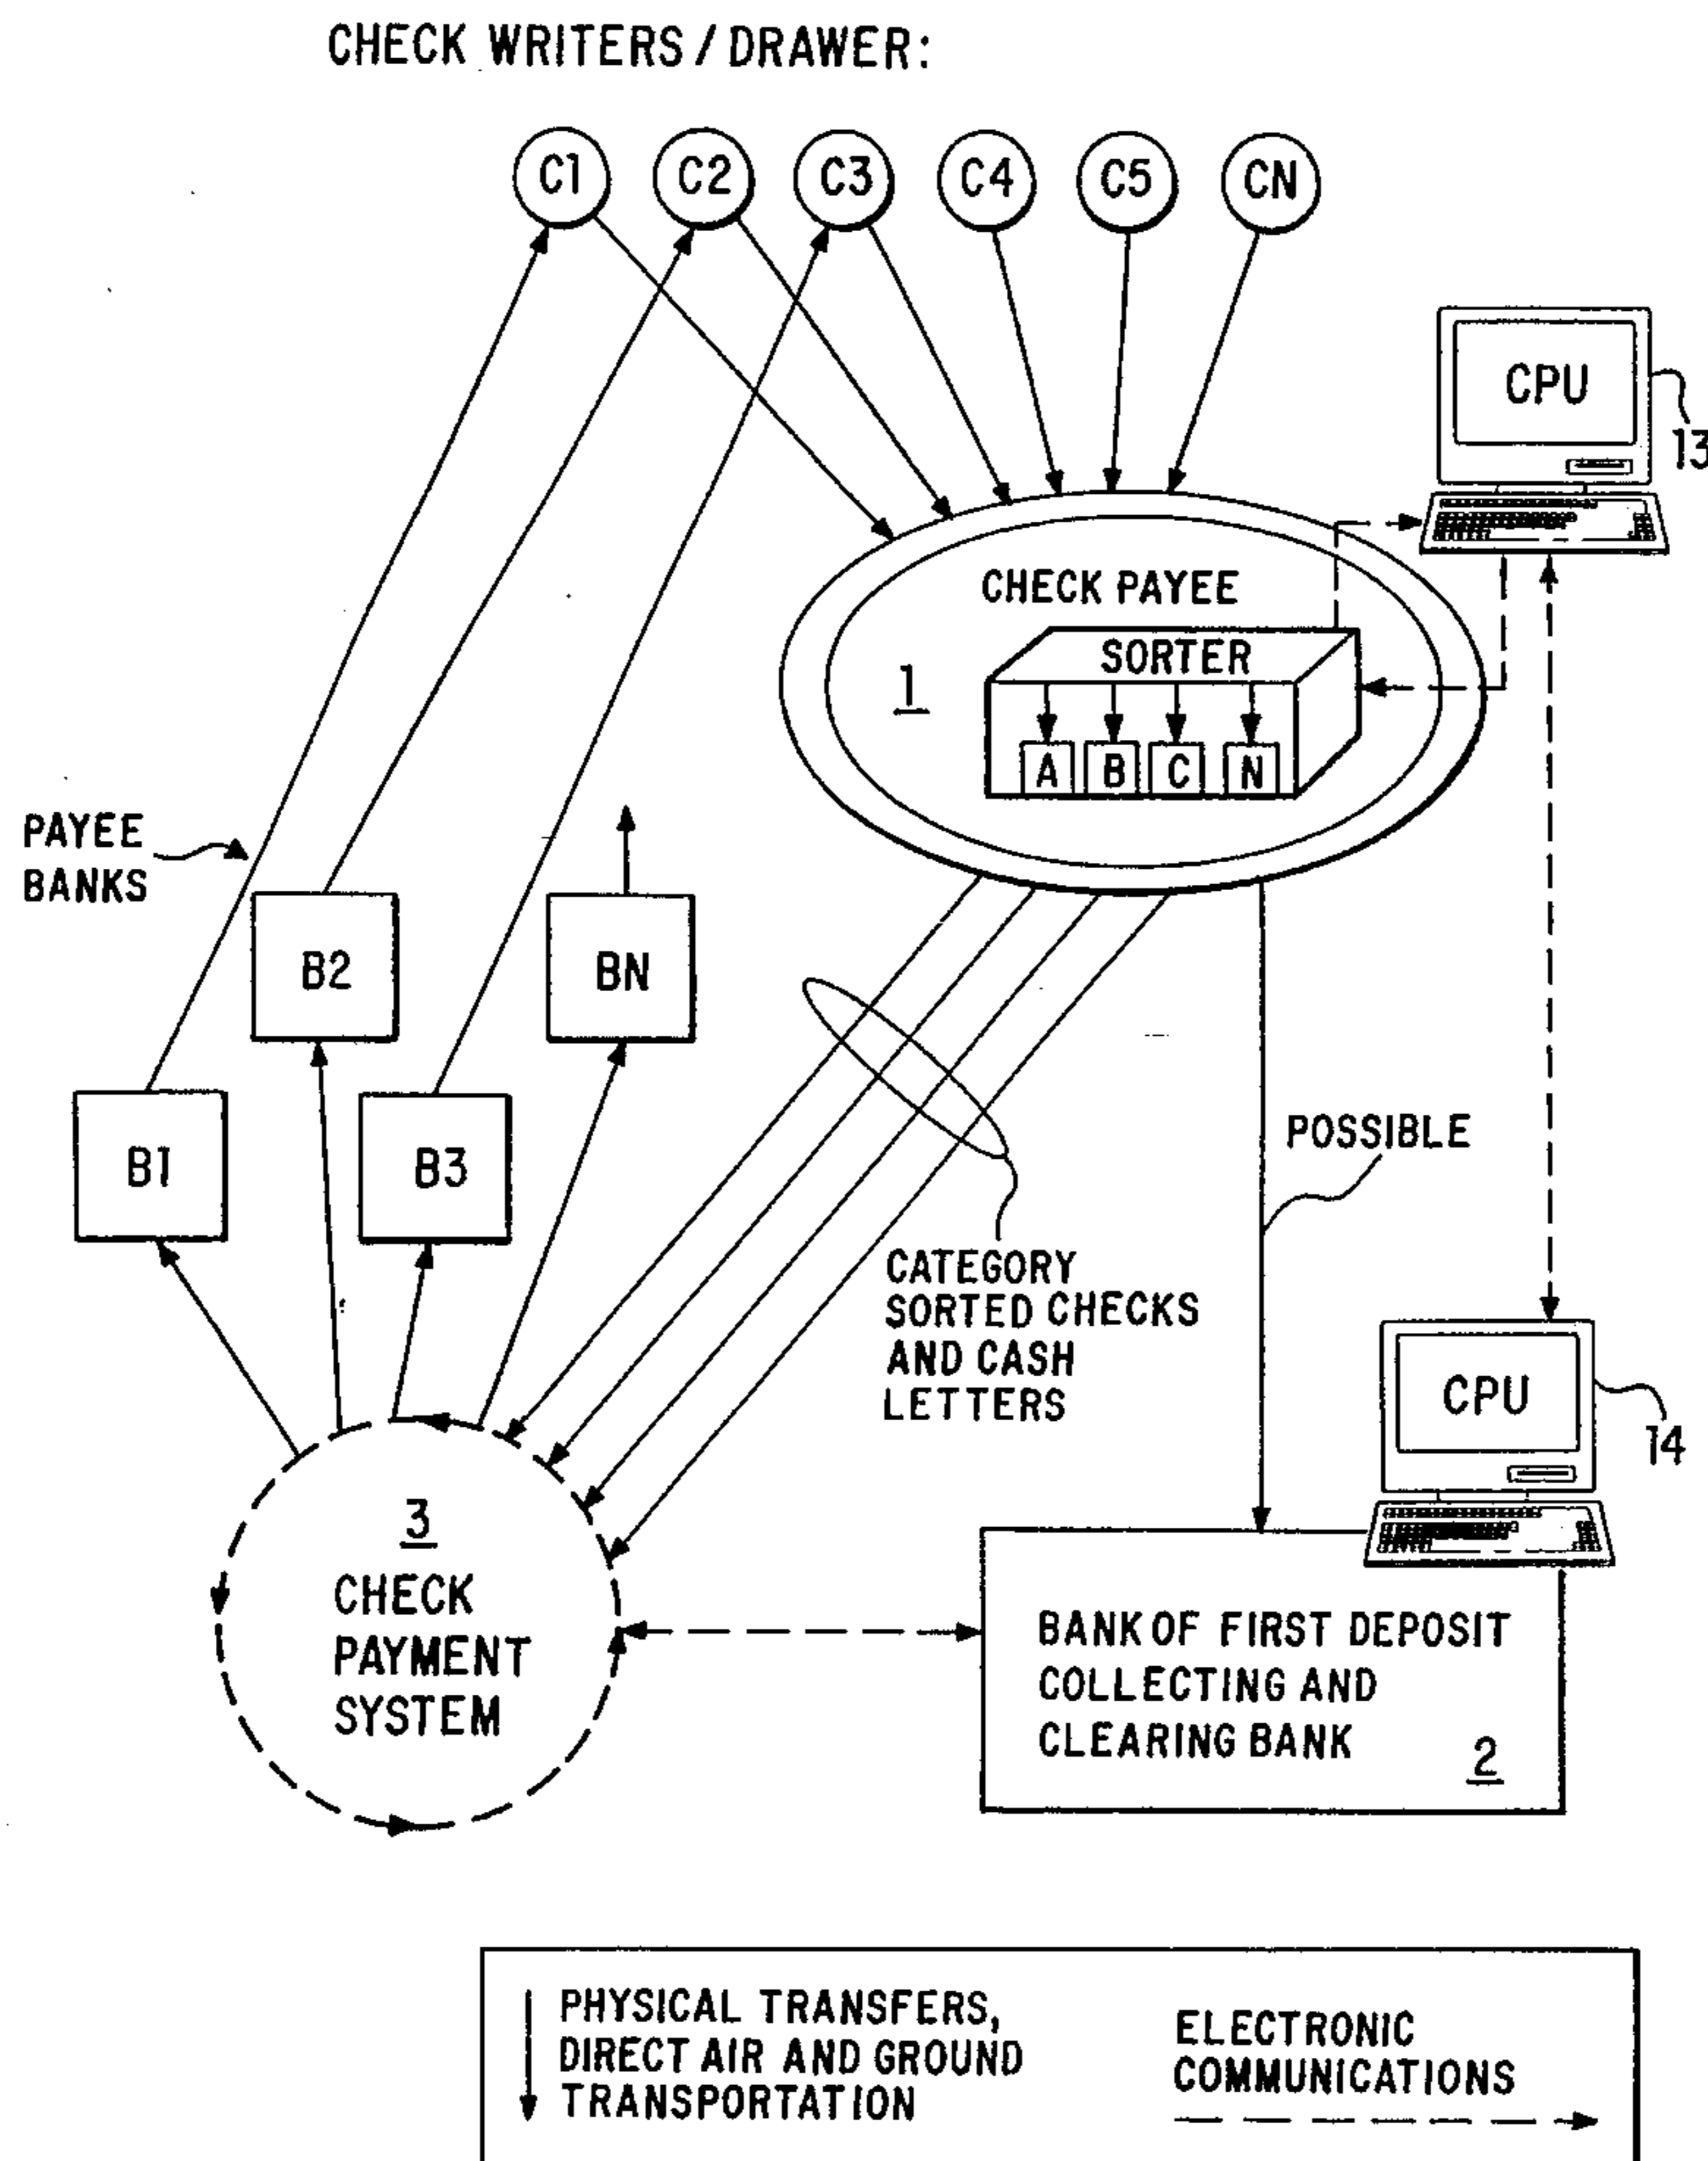 CHECK WRITERS / DRAWER:
C1 C2 C3 C4 C5 CN
CPU
13
CHECK PAYEE
SORTER
1
A B C N
PAYEE
BANKS
B2
BN
B1
B3
POSSIBLE
CATEGORY
SORTED CHECKS
AND CASH
LETTERS
CPU
14
3
CHECK
PAYMENT
SYSTEM
BANK OF FIRST DEPOSIT
COLLECTING AND
CLEARING BANK
2
PHYSICAL TRANSFERS,
DIRECT AIR AND GROUND
TRANSPORTATION
ELECTRONIC
COMMUNICATIONS